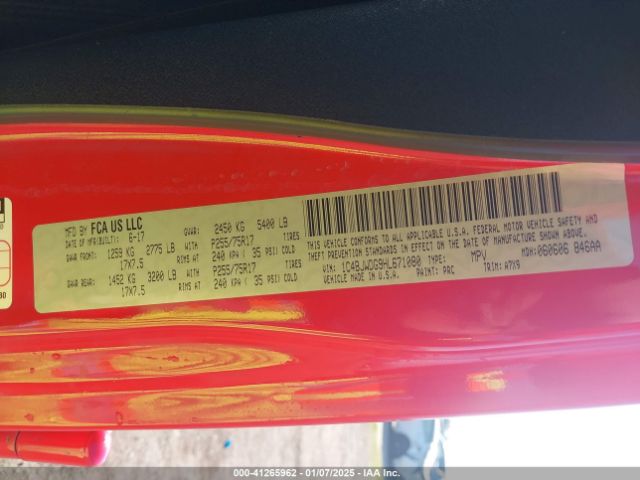 MFD BY FCA US LLC
DATE OF MFR(BUILT): 6-17 GVWR: 2450 KG 5400 LB
GAWR FRONT: 1259 KG 2775 LB WITH P255/75R17 TIRES
17X7.5 RIMS AT 240 KPA( 35 PSI) COLD
GAWR REAR: 1452 KG 3200 LB WITH P255/75R17 TIRES
17X7.5 RIMS AT 240 KPA( 35 PSI) COLD
THIS VEHICLE CONFORMS TO ALL APPLICABLE U.S.A. FEDERAL MOTOR VEHICLE SAFETY AND
THEFT PREVENTION STANDARDS IN EFFECT ON THE DATE OF MANUFACTURE SHOWN ABOVE.
VIN: 1C4BJWDG9HL671080 TYPE: MPV MDH:060606 846AA
VEHICLE MADE IN U.S.A. PAINT: PRC TRIM: A7X9
000-41265962 - 01/07/2025 - IAA Inc.